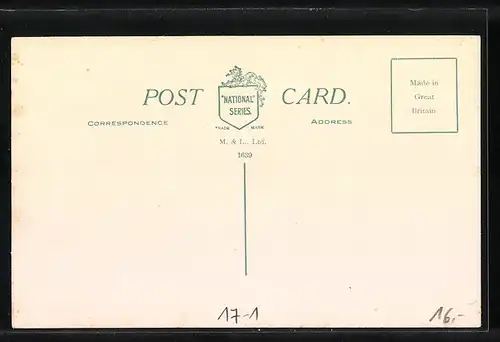 POST CARD.
"NATIONAL"
SERIES.
TRADE MARK
CORRESPONDENCE
ADDRESS
M. & L., Ltd.
1639
Made in
Great
Britain
17-1
16,-